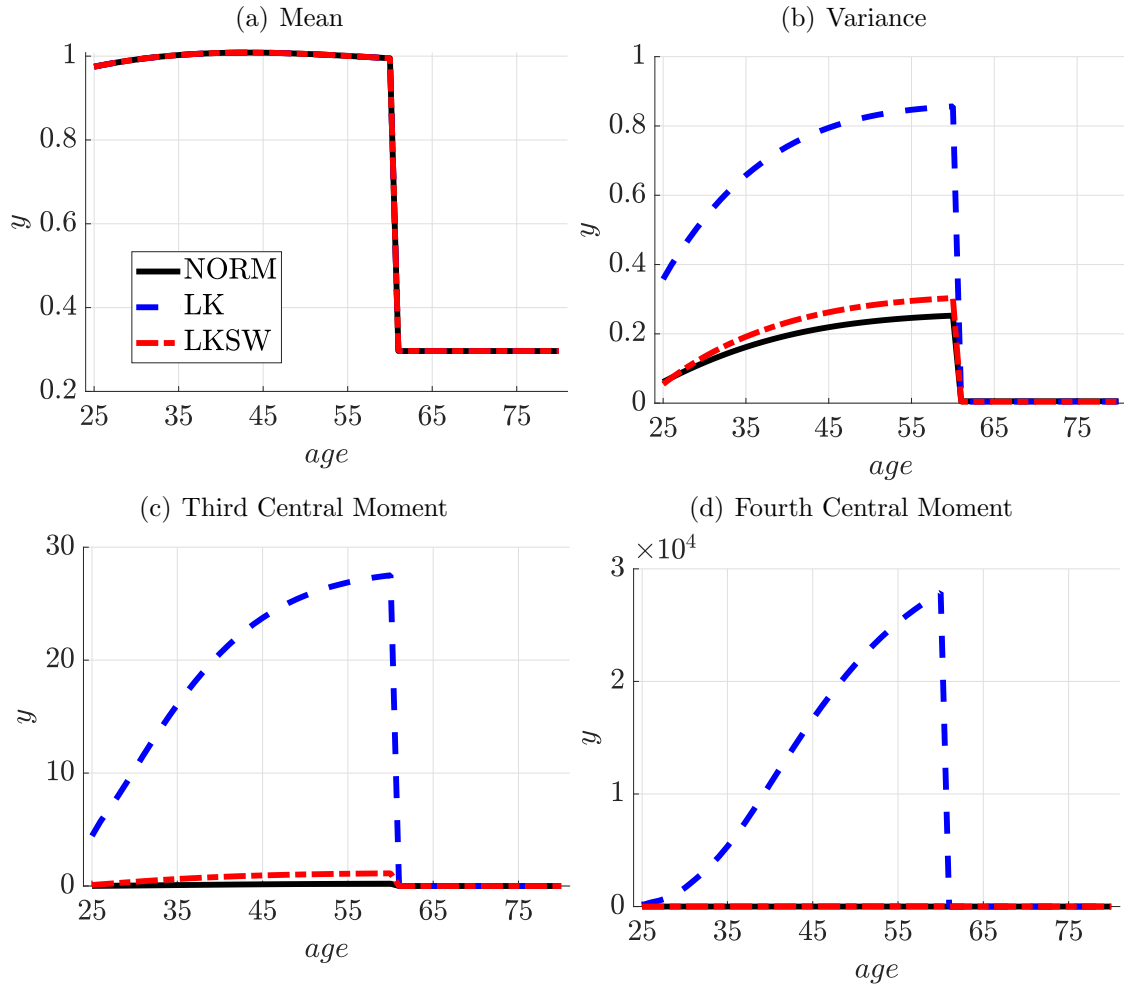 (a) Mean
1
0.8
0.6
0.4
0.2
y
NORM
LK
LKSW
25 35 45 55 65 75
age
(b) Variance
1
0.8
0.6
0.4
0.2
0
y
25 35 45 55 65 75
age
(c) Third Central Moment
30
20
10
0
y
25 35 45 55 65 75
age
(d) Fourth Central Moment
×10⁴
3
2
1
0
y
25 35 45 55 65 75
age